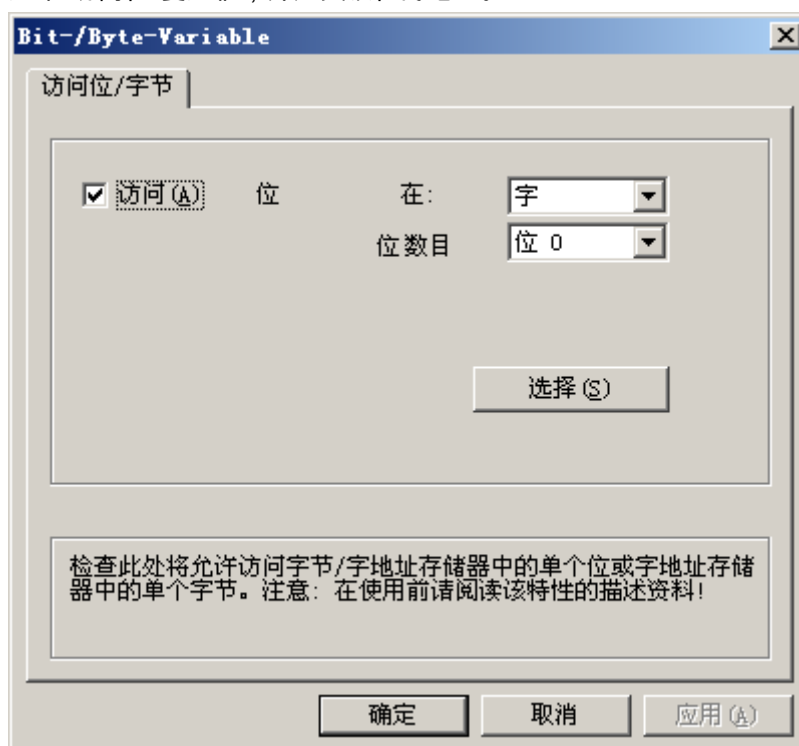 Bit-/Byte-Variable
访问位/字节
访问(A) 位 在: 字
位数目 位 0
选择(S)
检查此处将允许访问字节/字地址存储器中的单个位或字地址存储
器中的单个字节。注意: 在使用前请阅读该特性的描述资料!
确定 取消 应用(A)